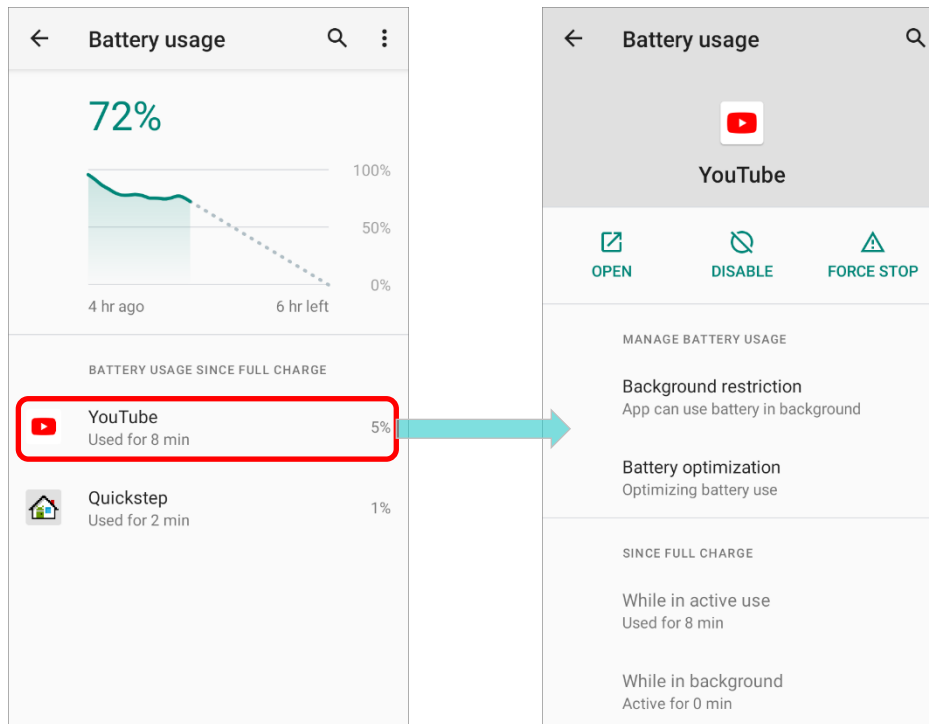 Battery usage
72%
100%
50%
0%
4 hr ago
6 hr left
BATTERY USAGE SINCE FULL CHARGE
YouTube
Used for 8 min
5%
Quickstep
Used for 2 min
1%
Battery usage
YouTube
OPEN
DISABLE
FORCE STOP
MANAGE BATTERY USAGE
Background restriction
App can use battery in background
Battery optimization
Optimizing battery use
SINCE FULL CHARGE
While in active use
Used for 8 min
While in background
Active for 0 min